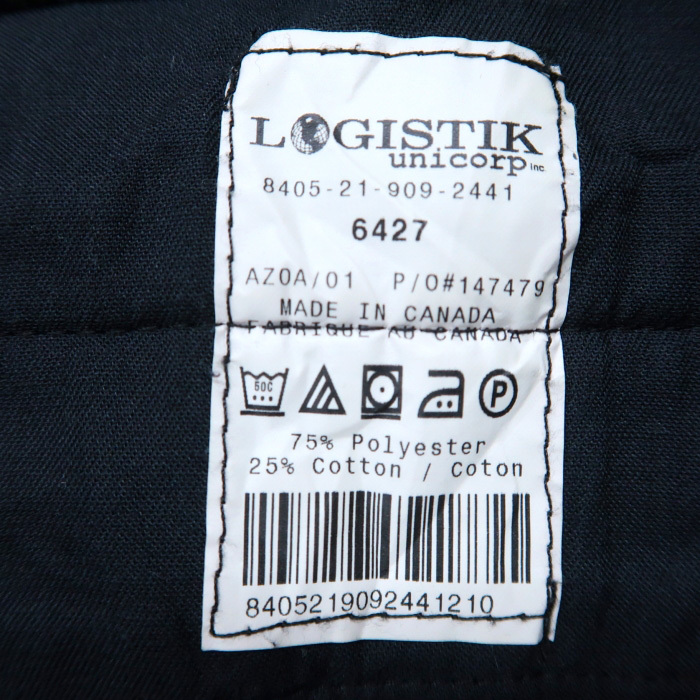 LOGISTIK
unicorp inc.
8405-21-909-2441
6427
AZOA/01 P/O#147479
MADE IN CANADA
FABRIQUE AU CANADA
60C
P
75% Polyester
25% Cotton / Coton
8405219092441210